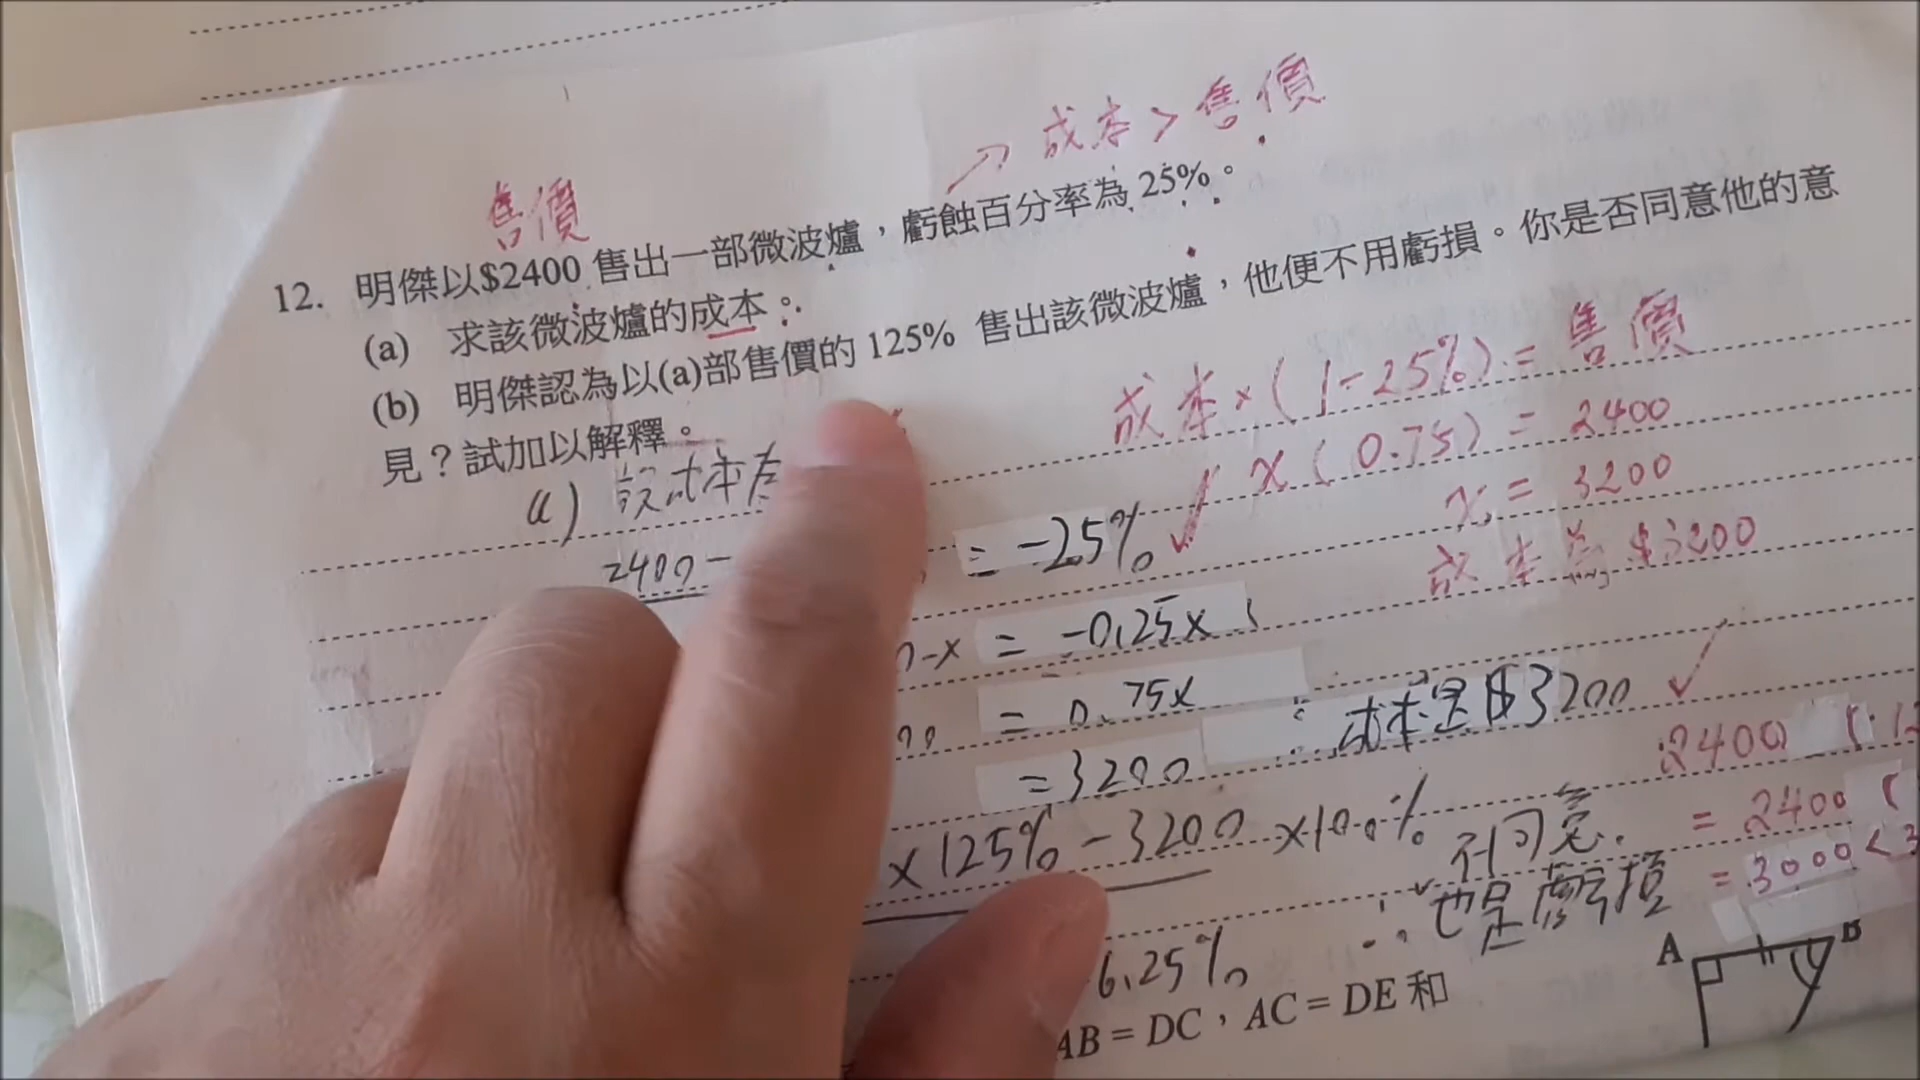 成本>售價
售價
12. 明傑以$2400 售出一部微波爐，虧蝕百分率為 25%。
(a) 求該微波爐的成本。
(b) 明傑認為以(a)部售價的 125% 售出該微波爐，他便不用虧損。你是否同意他的意
見？試加以解釋。
成本×(1-25%)=售價
x(0.75)=2400
x=3200
成本為$3200
a) 設成本為
2400-
=-25%
-x = -0.25x
= 0.75x
=3200
∴ 成本是$3200
×125%-3200 ×100%
6.25%
不同意.
∴ 也是虧損
2400
=2400(
=3000<3
AB = DC，AC = DE 和
A
B